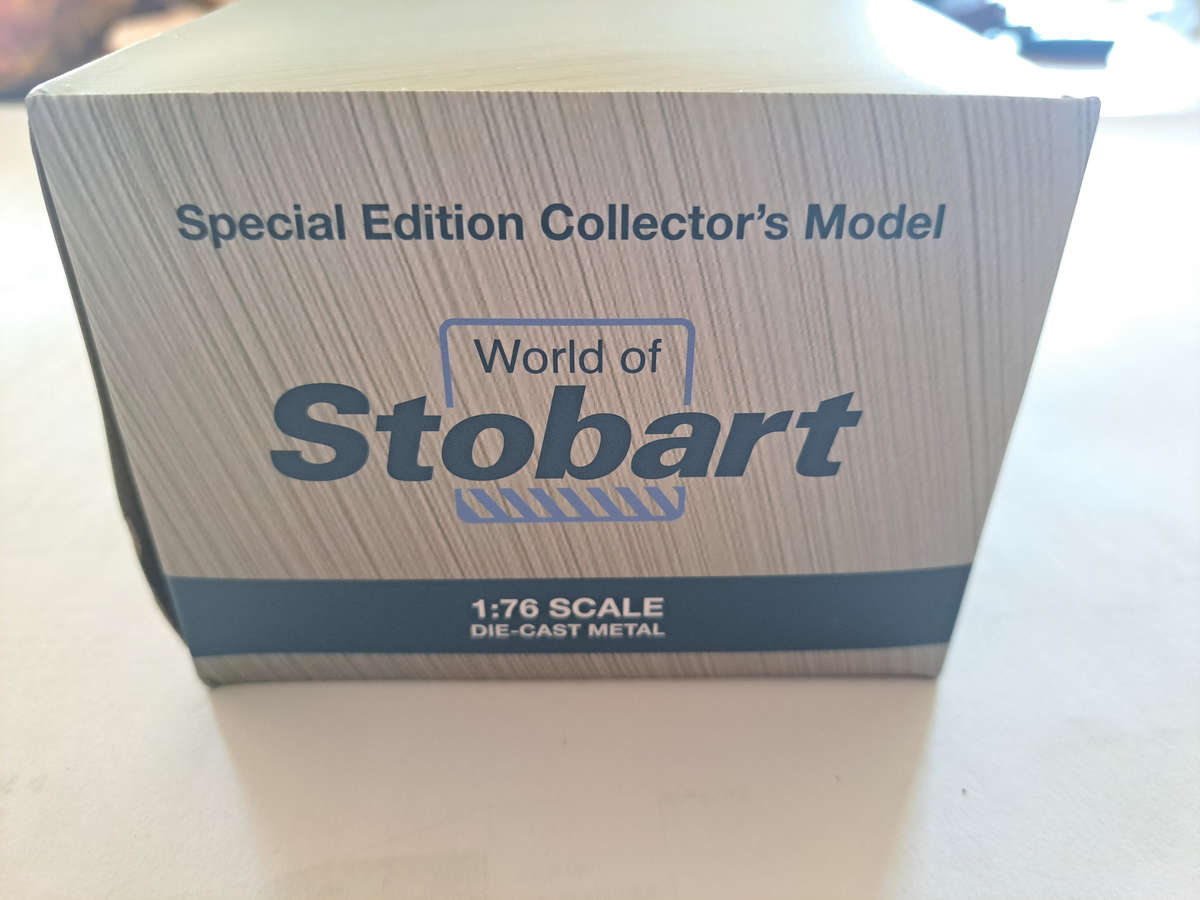 Special Edition Collector's Model
World of
Stobart
1:76 SCALE
DIE-CAST METAL